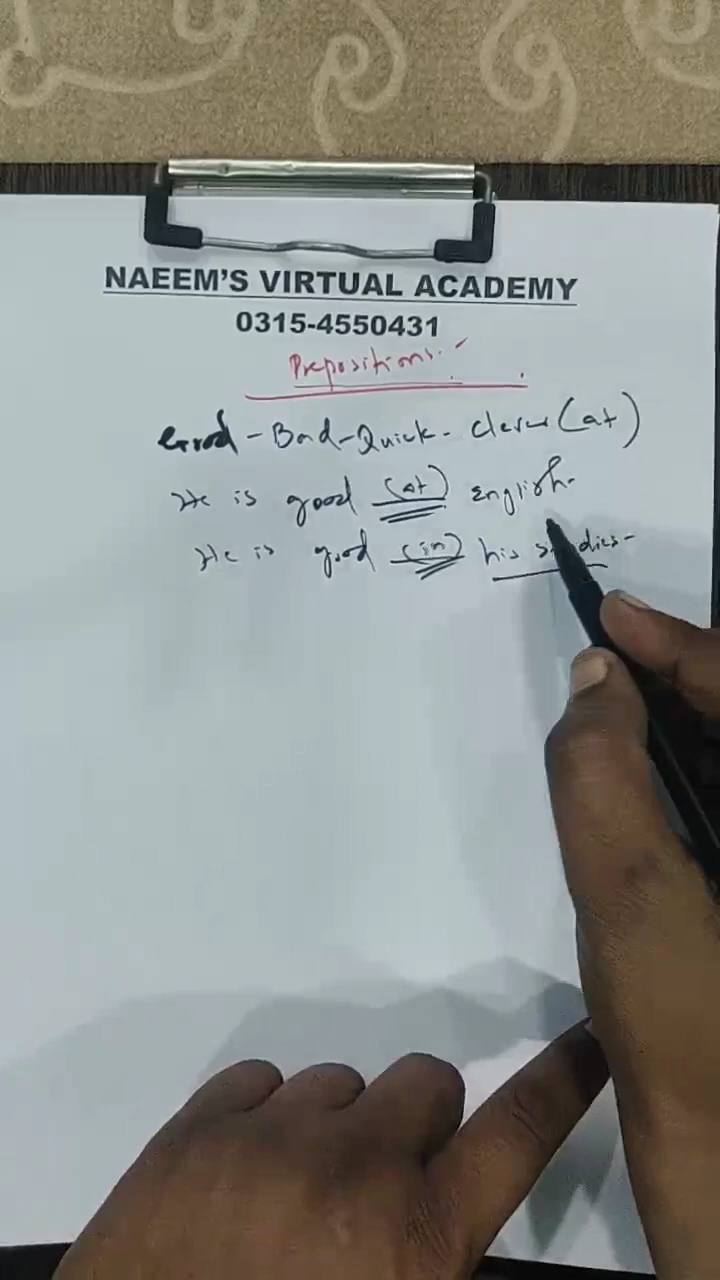 NAEEM'S VIRTUAL ACADEMY
0315-4550431
Prepositions:
Good - Bad - Quick - Clever (at)
He is good (at) English.
He is good (in) his studies -